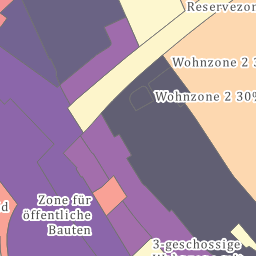 Reservezon
Wohnzone 2 3
Wohnzone 2 30%
Zone für
öffentliche
Bauten
d
3-geschossige